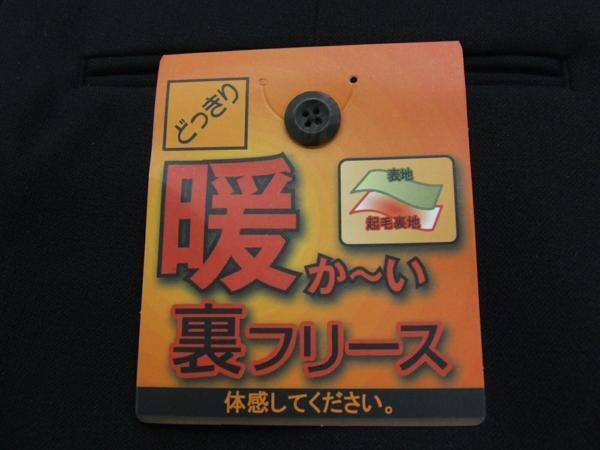 どっきり
暖か〜い
表地
起毛裏地
裏フリース
体感してください。